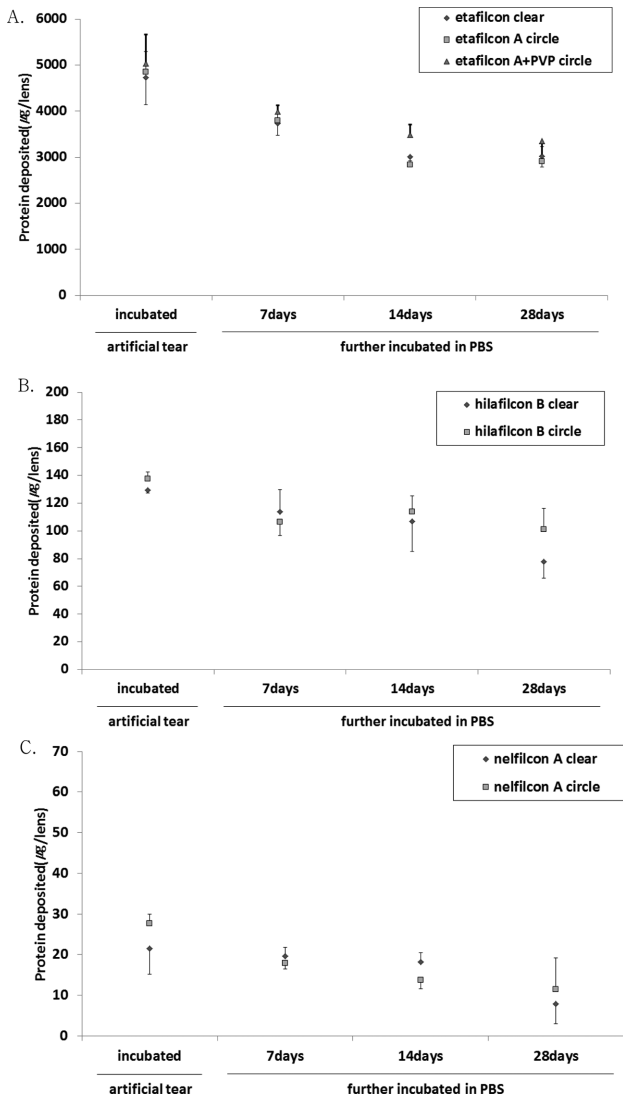 A.
6000
5000
4000
3000
2000
1000
0
Protein deposited(㎍/lens)
etafilcon clear
etafilcon A circle
etafilcon A+PVP circle
incubated 7days 14days 28days
artificial tear further incubated in PBS
B.
200
180
160
140
120
100
80
60
40
20
0
Protein deposited(㎍/lens)
hilafilcon B clear
hilafilcon B circle
incubated 7days 14days 28days
artificial tear further incubated in PBS
C.
70
60
50
40
30
20
10
0
Protein deposited(㎍/lens)
nelfilcon A clear
nelfilcon A circle
incubated 7days 14days 28days
artificial tear further incubated in PBS